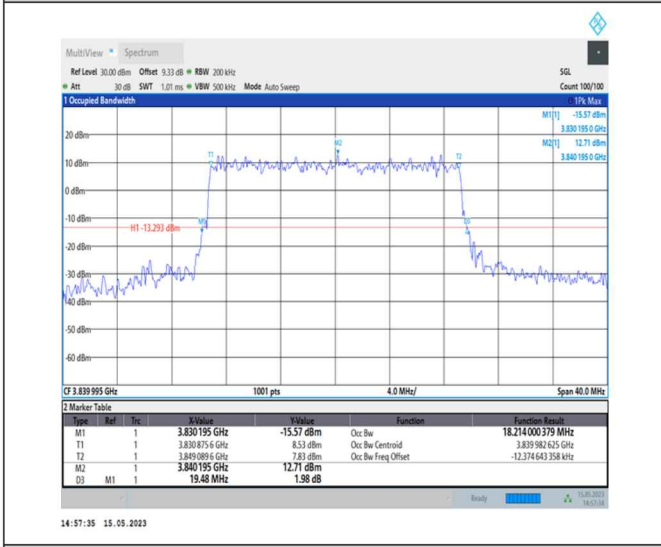 MultiView Spectrum
Ref Level 30.00 dBm Offset 9.33 dB RBW 200 kHz SGL
Att 30 dB SWT 1.01 ms VBW 500 kHz Mode Auto Sweep Count 100/100
1 Occupied Bandwidth 1Pk Max
M1[1] -15.57 dBm
3.830 195 0 GHz
M2[1] 12.71 dBm
3.840 195 0 GHz
20 dBm
M2
T1 T2
10 dBm
0 dBm
-10 dBm
H1 -13.293 dBm
-20 dBm
-30 dBm
-40 dBm
-50 dBm
-60 dBm
CF 3.839 995 GHz 1001 pts 4.0 MHz/ Span 40.0 MHz
2 Marker Table
Type Ref Trc X-Value Y-Value Function Function Result
M1 1 3.830 195 GHz -15.57 dBm Occ Bw 18.214 000 379 MHz
T1 1 3.830 875 6 GHz 8.53 dBm Occ Bw Centroid 3.839 982 625 GHz
T2 1 3.849 089 6 GHz 7.83 dBm Occ Bw Freq Offset -12.374 643 358 kHz
M2 1 3.840 195 GHz 12.71 dBm
D3 M1 1 19.48 MHz 1.98 dB
Ready 15.05.2023
14:57:34
14:57:35 15.05.2023